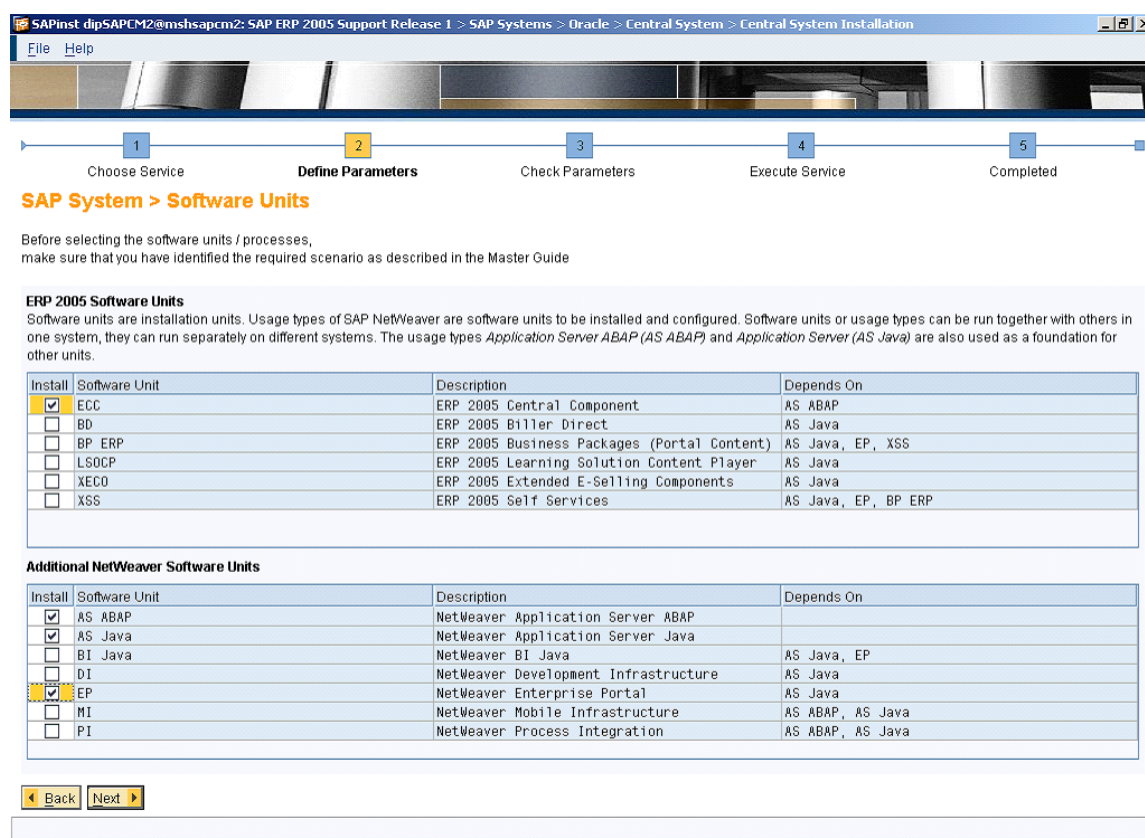 SAPinst dipSAPCM2@mshsapcm2: SAP ERP 2005 Support Release 1 > SAP Systems > Oracle > Central System > Central System Installation
File Help
1 2 3 4 5
Choose Service Define Parameters Check Parameters Execute Service Completed
SAP System > Software Units
Before selecting the software units / processes,
make sure that you have identified the required scenario as described in the Master Guide
ERP 2005 Software Units
Software units are installation units. Usage types of SAP NetWeaver are software units to be installed and configured. Software units or usage types can be run together with others in
one system, they can run separately on different systems. The usage types Application Server ABAP (AS ABAP) and Application Server (AS Java) are also used as a foundation for
other units.
Install Software Unit Description Depends On
ECC ERP 2005 Central Component AS ABAP
BD ERP 2005 Biller Direct AS Java
BP ERP ERP 2005 Business Packages (Portal Content) AS Java, EP, XSS
LSOCP ERP 2005 Learning Solution Content Player AS Java
XECO ERP 2005 Extended E-Selling Components AS Java
XSS ERP 2005 Self Services AS Java, EP, BP ERP
Additional NetWeaver Software Units
Install Software Unit Description Depends On
AS ABAP NetWeaver Application Server ABAP
AS Java NetWeaver Application Server Java
BI Java NetWeaver BI Java AS Java, EP
DI NetWeaver Development Infrastructure AS Java
EP NetWeaver Enterprise Portal AS Java
MI NetWeaver Mobile Infrastructure AS ABAP, AS Java
PI NetWeaver Process Integration AS ABAP, AS Java
Back Next